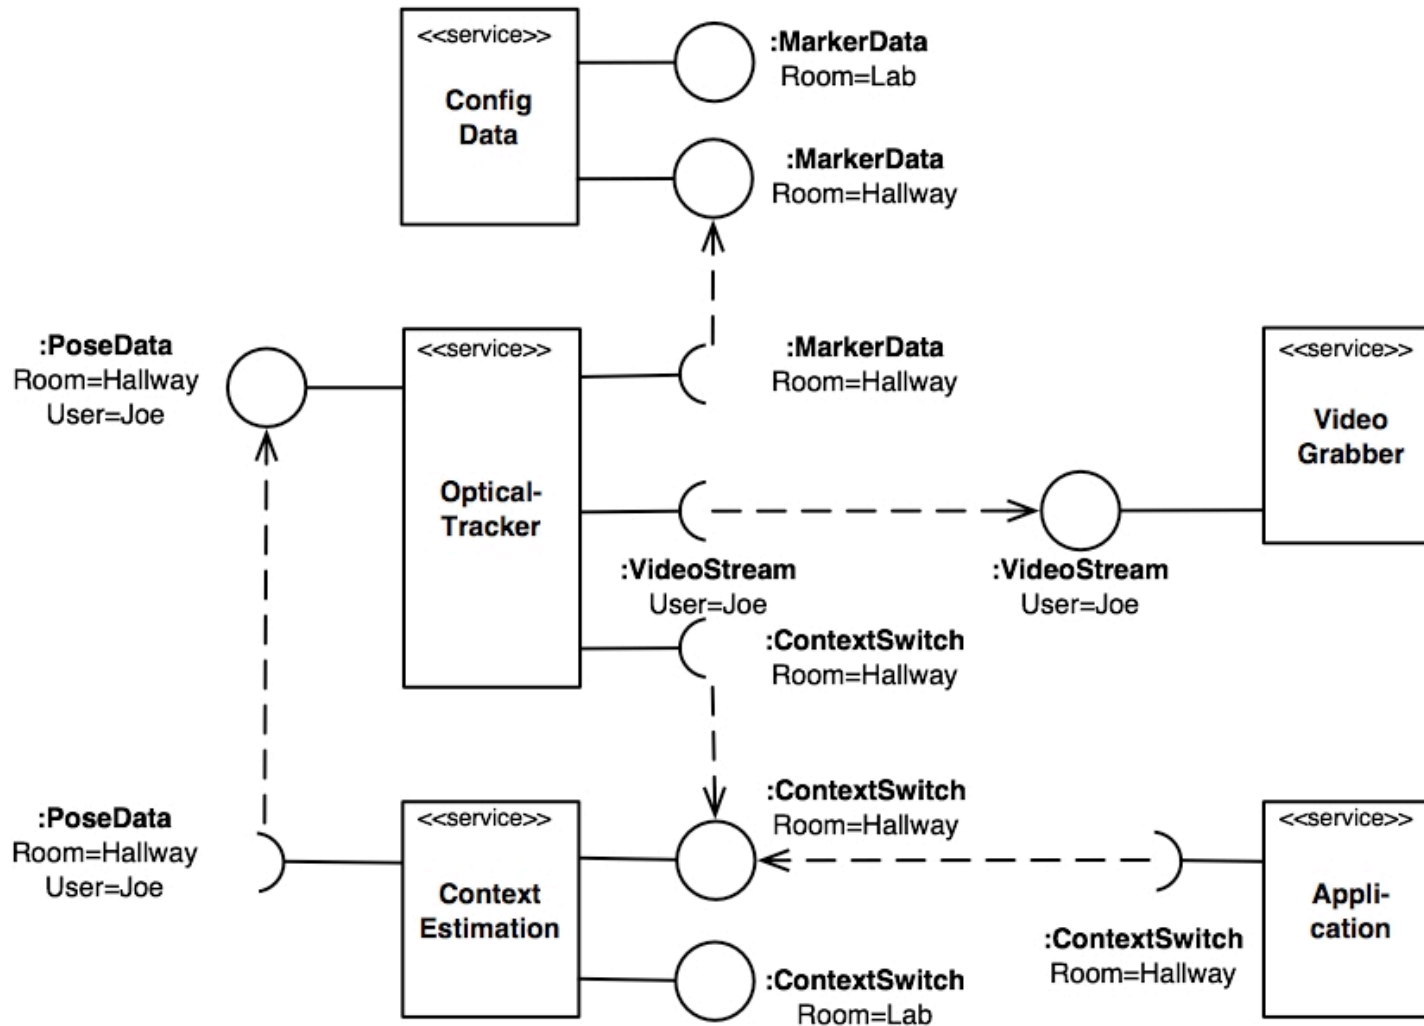 <<service>>
Config
Data
:MarkerData
Room=Lab
:MarkerData
Room=Hallway
:PoseData
Room=Hallway
User=Joe
<<service>>
Optical-
Tracker
:MarkerData
Room=Hallway
<<service>>
Video
Grabber
:VideoStream
User=Joe
:VideoStream
User=Joe
:ContextSwitch
Room=Hallway
:PoseData
Room=Hallway
User=Joe
<<service>>
Context
Estimation
:ContextSwitch
Room=Hallway
:ContextSwitch
Room=Lab
<<service>>
Appli-
cation
:ContextSwitch
Room=Hallway